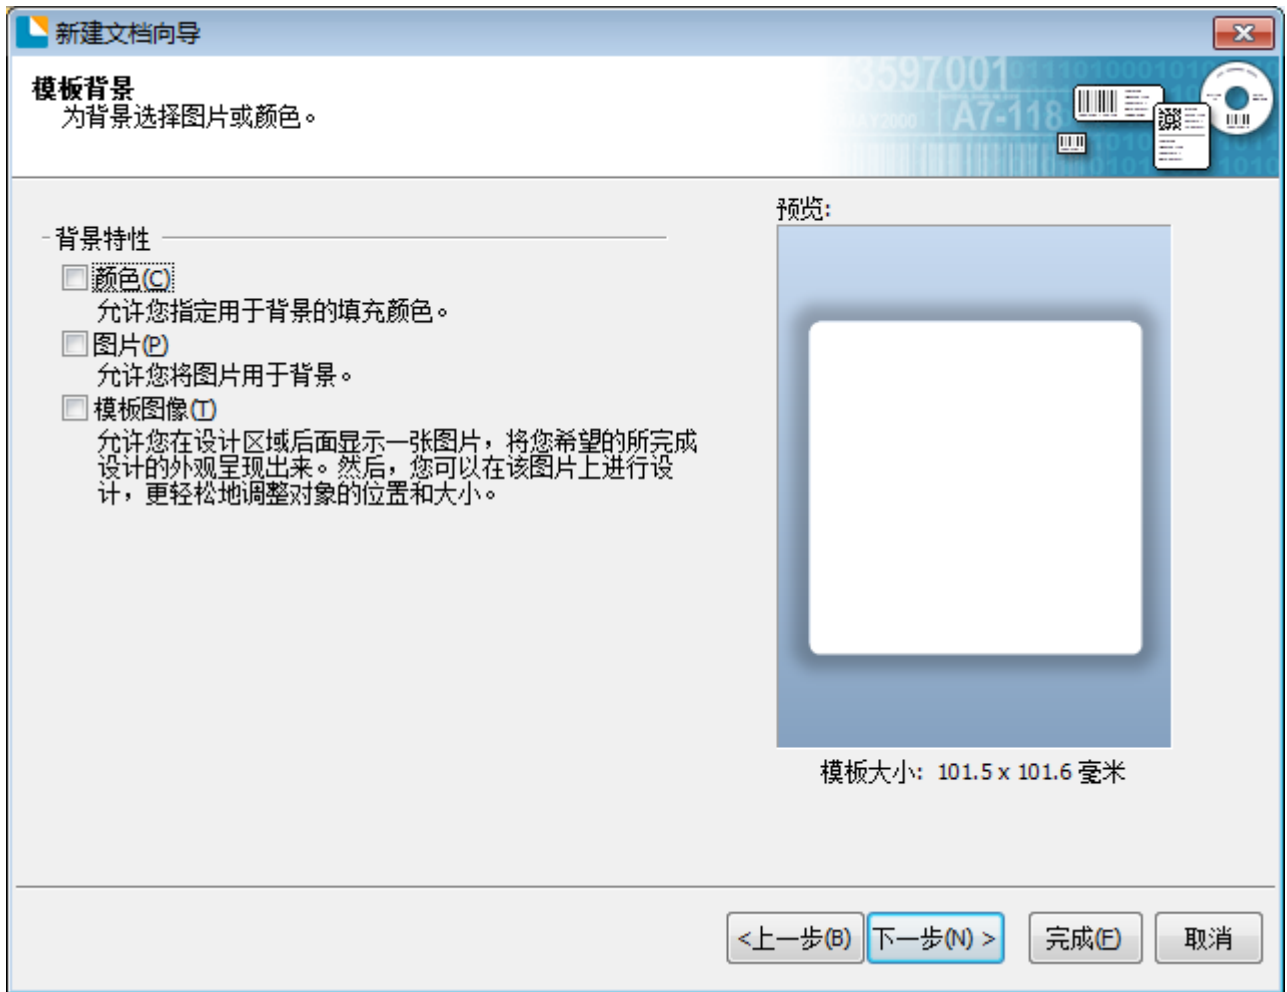 新建文档向导
模板背景
为背景选择图片或颜色。
3597001
A7-118
预览:
背景特性
颜色(C)
允许您指定用于背景的填充颜色。
图片(P)
允许您将图片用于背景。
模板图像(T)
允许您在设计区域后面显示一张图片，将您希望的所完成
设计的外观呈现出来。然后，您可以在该图片上进行设
计，更轻松地调整对象的位置和大小。
模板大小: 101.5 x 101.6 毫米
<上一步(B)
下一步(N) >
完成(F)
取消